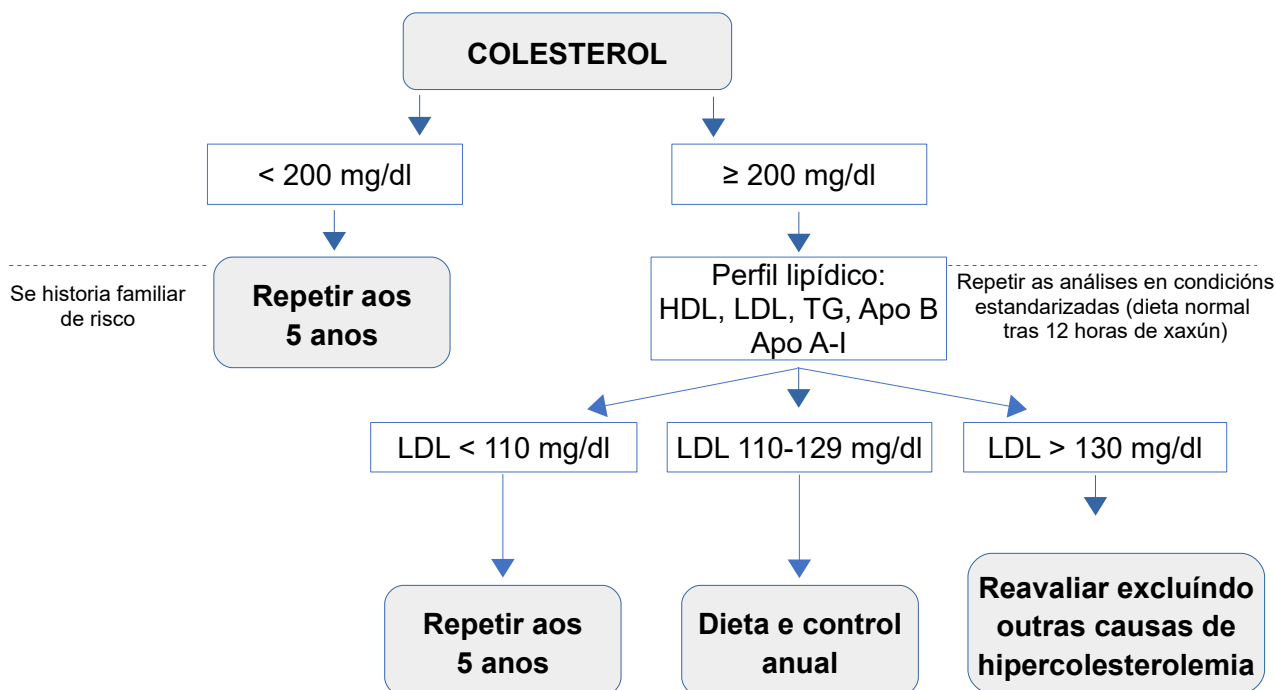 COLESTEROL
< 200 mg/dl
≥ 200 mg/dl
Se historia familiar
de risco
Repetir aos
5 anos
Perfil lipídico:
HDL, LDL, TG, Apo B
Apo A-I
Repetir as análises en condicións
estandarizadas (dieta normal
tras 12 horas de xaxún)
LDL < 110 mg/dl
LDL 110-129 mg/dl
LDL > 130 mg/dl
Repetir aos
5 anos
Dieta e control
anual
Reavaliar excluíndo
outras causas de
hipercolesterolemia